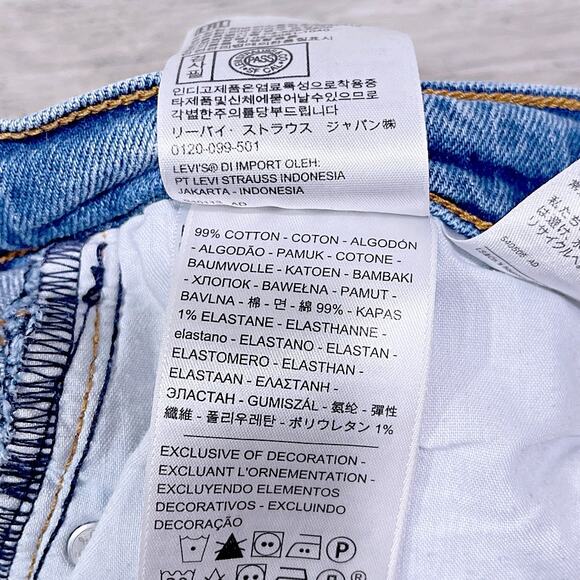 지필
PASS
인디고제품은염료특성으로착용중
타제품및신체에묻어날수있으므로
각별한주의를당부드립니다
リーバイ・ストラウス ジャパン㈱
0120-099-501
LEVI'S® DI IMPORT OLEH:
PT LEVI STRAUSS INDONESIA
JAKARTA - INDONESIA
99% COTTON - COTON - ALGODÓN
- ALGODÃO - PAMUK - COTONE -
BAUMWOLLE - KATOEN - BAMBAKI
- ХЛОПОК - BAWEŁNA - PAMUT -
BAVLNA - 棉 - 면 - 綿 99% - KAPAS
1% ELASTANE - ELASTHANNE -
elastano - ELASTANO - ELASTAN -
ELASTOMERO - ELASTHAN -
ELASTAAN - ΕΛΑΣΤΑΝΗ -
ЭЛАСТАН - GUMISZÁL - 氨纶 - 彈性
纖維 - 폴리우레탄 - ポリウレタン 1%
EXCLUSIVE OF DECORATION -
EXCLUANT L'ORNEMENTATION -
EXCLUYENDO ELEMENTOS
DECORATIVOS - EXCLUINDO
DECORAÇÃO
P